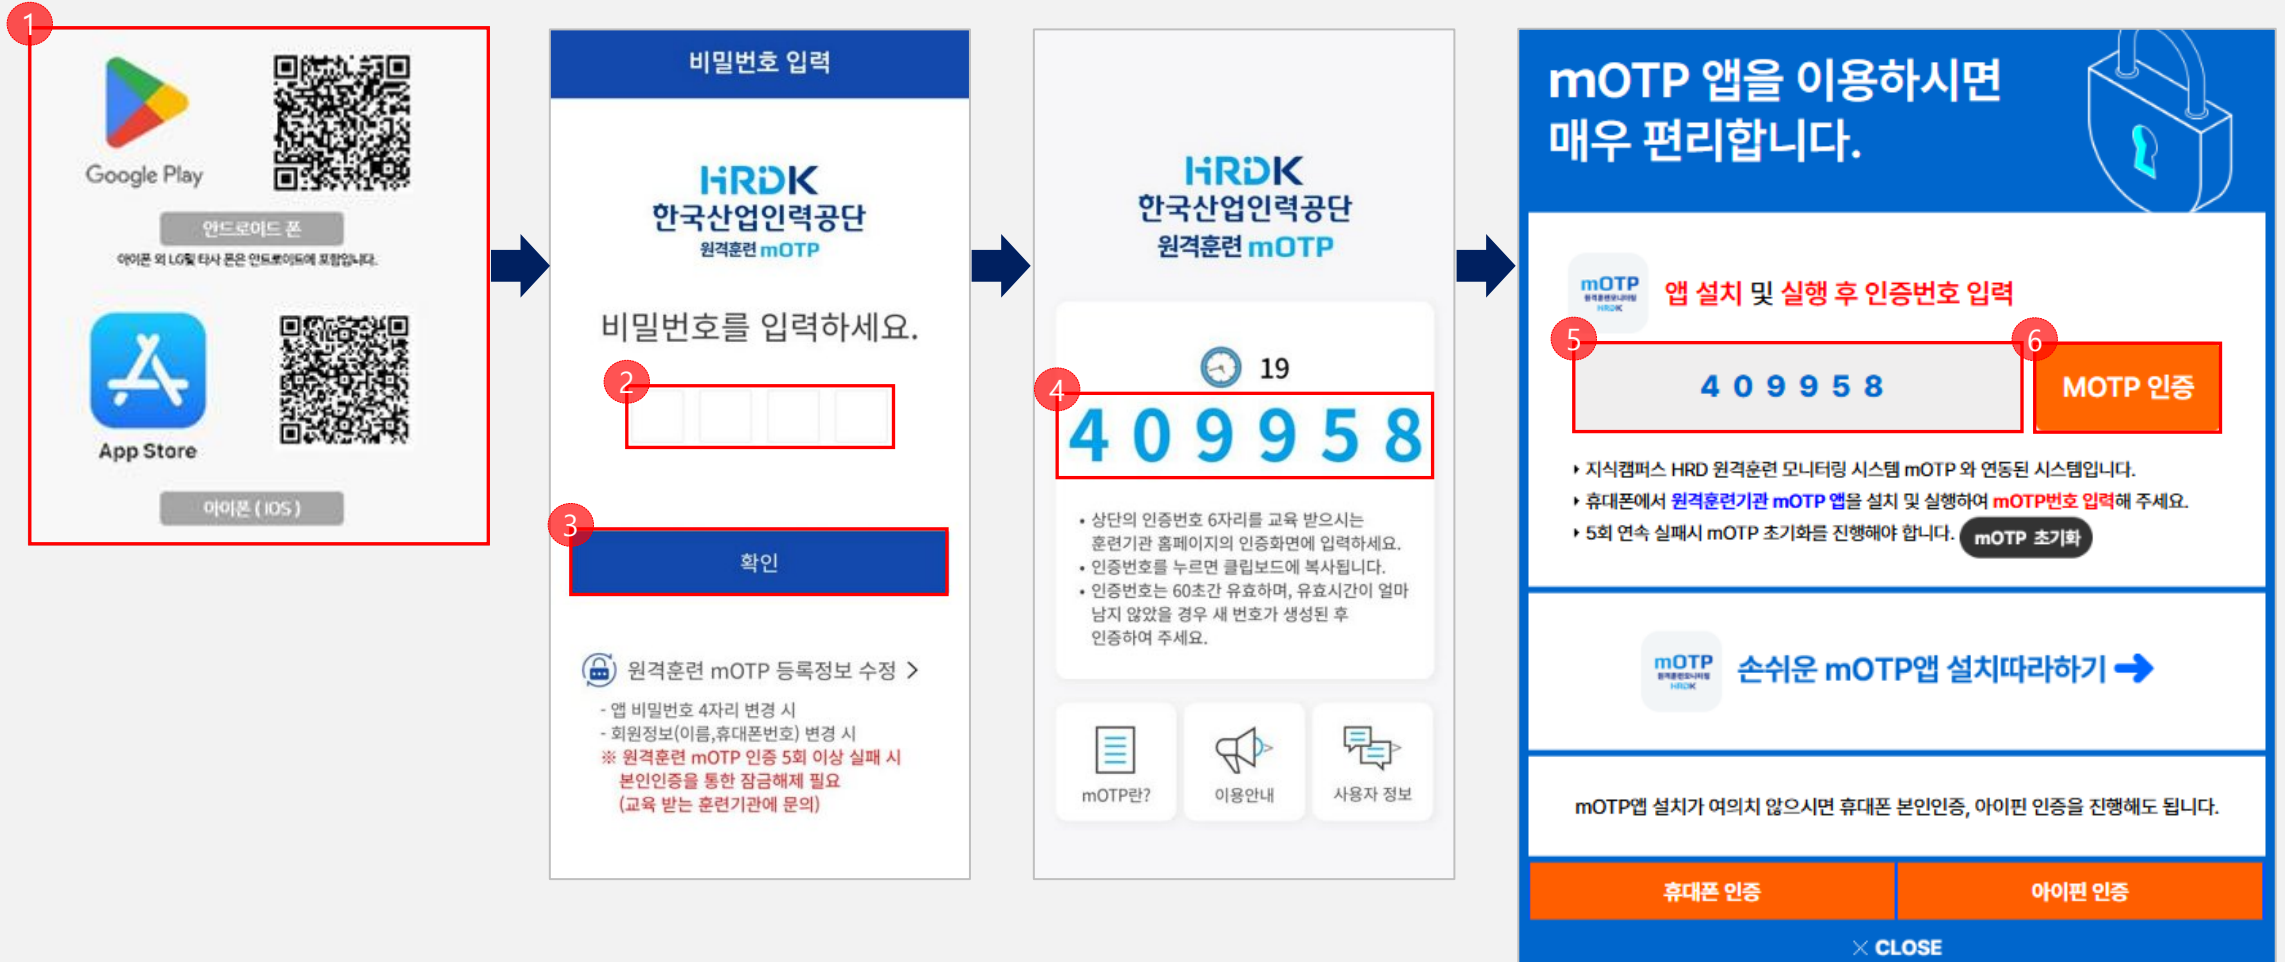 1
Google Play
안드로이드 폰
아이폰 외 LG및 타사 폰은 안드로이드에 포함입니다.
App Store
아이폰 ( IOS )
비밀번호 입력
HRDK
한국산업인력공단
원격훈련 mOTP
비밀번호를 입력하세요.
2
3
확인
원격훈련 mOTP 등록정보 수정 >
- 앱 비밀번호 4자리 변경 시
- 회원정보(이름,휴대폰번호) 변경 시
※ 원격훈련 mOTP 인증 5회 이상 실패 시
본인인증을 통한 잠금해제 필요
(교육 받는 훈련기관에 문의)
HRDK
한국산업인력공단
원격훈련 mOTP
19
4
4 0 9 9 5 8
• 상단의 인증번호 6자리를 교육 받으시는
훈련기관 홈페이지의 인증화면에 입력하세요.
• 인증번호를 누르면 클립보드에 복사됩니다.
• 인증번호는 60초간 유효하며, 유효시간이 얼마
남지 않았을 경우 새 번호가 생성된 후
인증하여 주세요.
mOTP란?
이용안내
사용자 정보
mOTP 앱을 이용하시면
매우 편리합니다.
mOTP
원격훈련모니터링
HRDK
앱 설치 및 실행 후 인증번호 입력
5
4 0 9 9 5 8
6
MOTP 인증
지식캠퍼스 HRD 원격훈련 모니터링 시스템 mOTP 와 연동된 시스템입니다.
휴대폰에서 원격훈련기관 mOTP 앱을 설치 및 실행하여 mOTP번호 입력해 주세요.
5회 연속 실패시 mOTP 초기화를 진행해야 합니다. mOTP 초기화
mOTP
원격훈련모니터링
HRDK
손쉬운 mOTP앱 설치따라하기
mOTP앱 설치가 여의치 않으시면 휴대폰 본인인증, 아이핀 인증을 진행해도 됩니다.
휴대폰 인증
아이핀 인증
× CLOSE